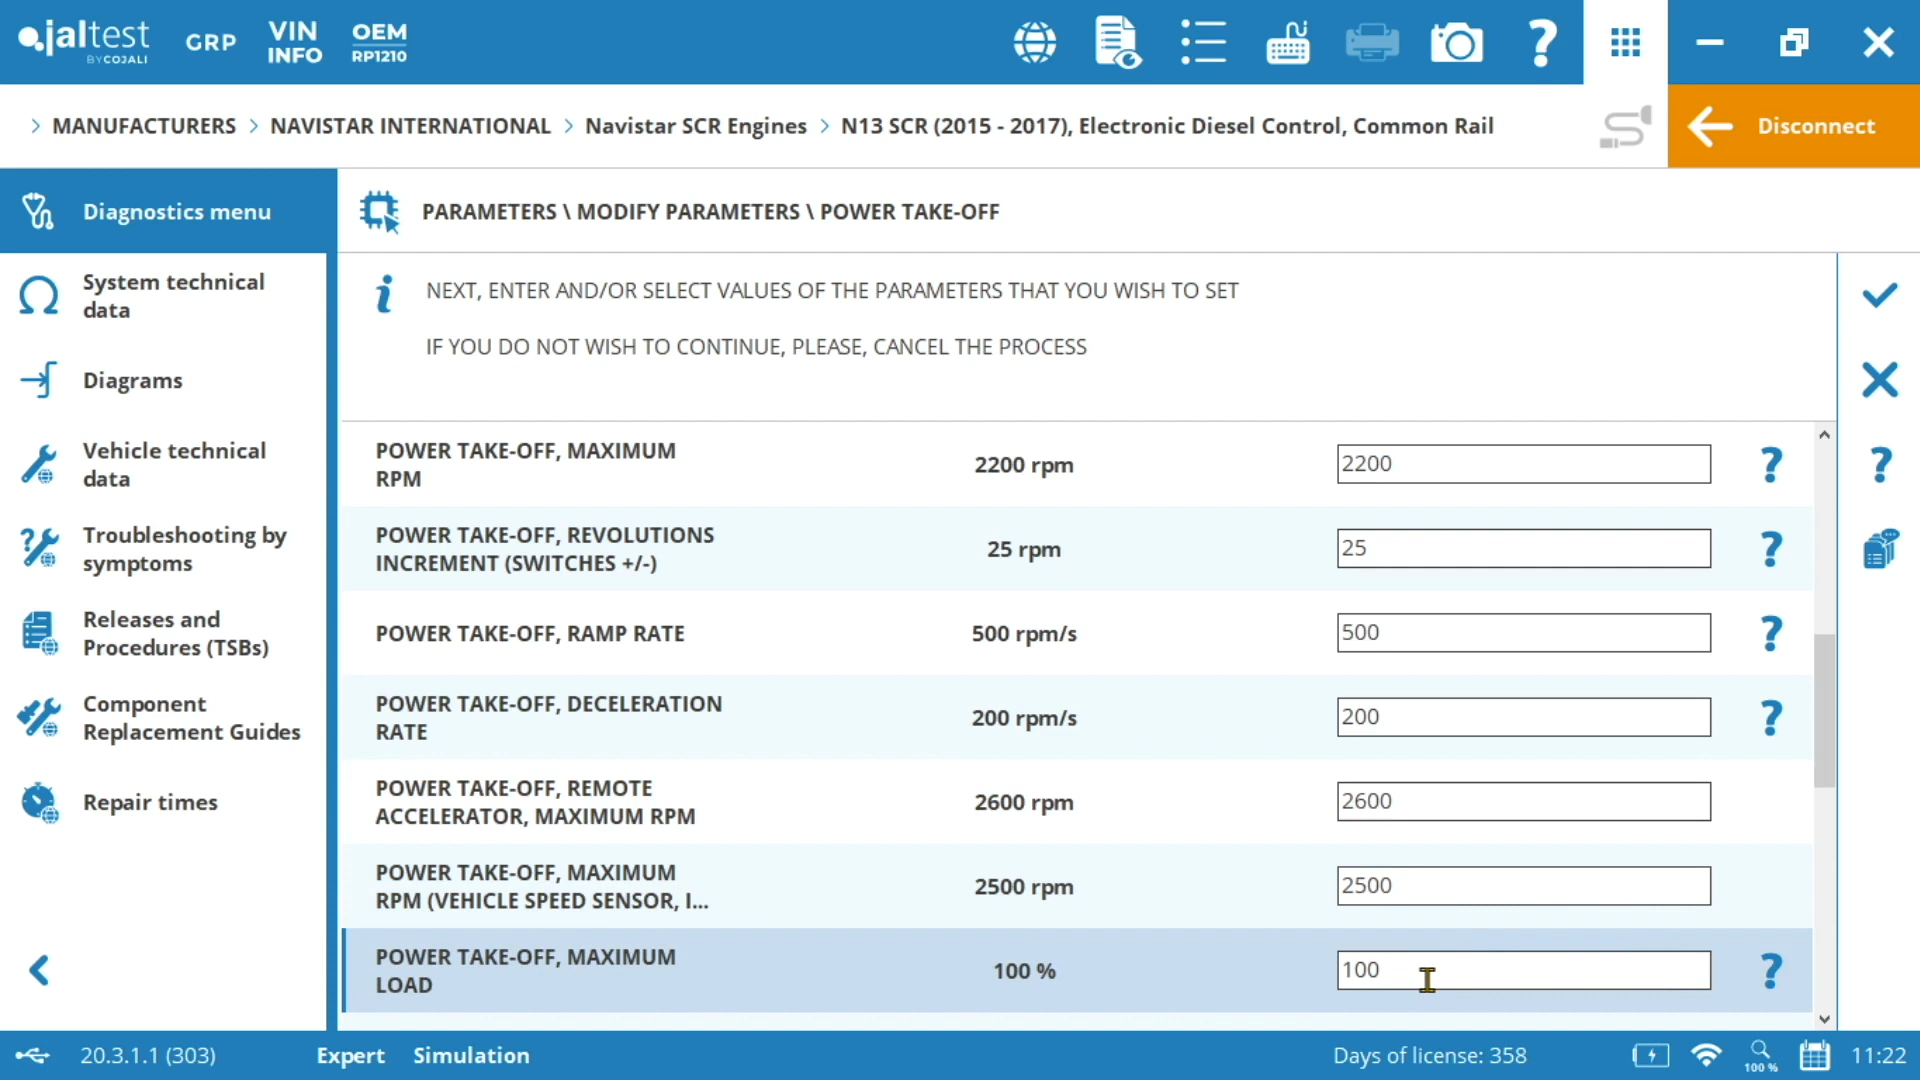 jaltest
BY COJALI
GRP
VIN
INFO
OEM
RP1210
?
> MANUFACTURERS > NAVISTAR INTERNATIONAL > Navistar SCR Engines > N13 SCR (2015 - 2017), Electronic Diesel Control, Common Rail
Disconnect
Diagnostics menu
System technical
data
Diagrams
Vehicle technical
data
Troubleshooting by
symptoms
Releases and
Procedures (TSBs)
Component
Replacement Guides
Repair times
PARAMETERS \ MODIFY PARAMETERS \ POWER TAKE-OFF
NEXT, ENTER AND/OR SELECT VALUES OF THE PARAMETERS THAT YOU WISH TO SET
IF YOU DO NOT WISH TO CONTINUE, PLEASE, CANCEL THE PROCESS
POWER TAKE-OFF, MAXIMUM
RPM
2200 rpm
2200
?
POWER TAKE-OFF, REVOLUTIONS
INCREMENT (SWITCHES +/-)
25 rpm
25
?
POWER TAKE-OFF, RAMP RATE
500 rpm/s
500
?
POWER TAKE-OFF, DECELERATION
RATE
200 rpm/s
200
?
POWER TAKE-OFF, REMOTE
ACCELERATOR, MAXIMUM RPM
2600 rpm
2600
POWER TAKE-OFF, MAXIMUM
RPM (VEHICLE SPEED SENSOR, I...
2500 rpm
2500
POWER TAKE-OFF, MAXIMUM
LOAD
100 %
100
?
?
20.3.1.1 (303)
Expert
Simulation
Days of license: 358
100 %
11:22